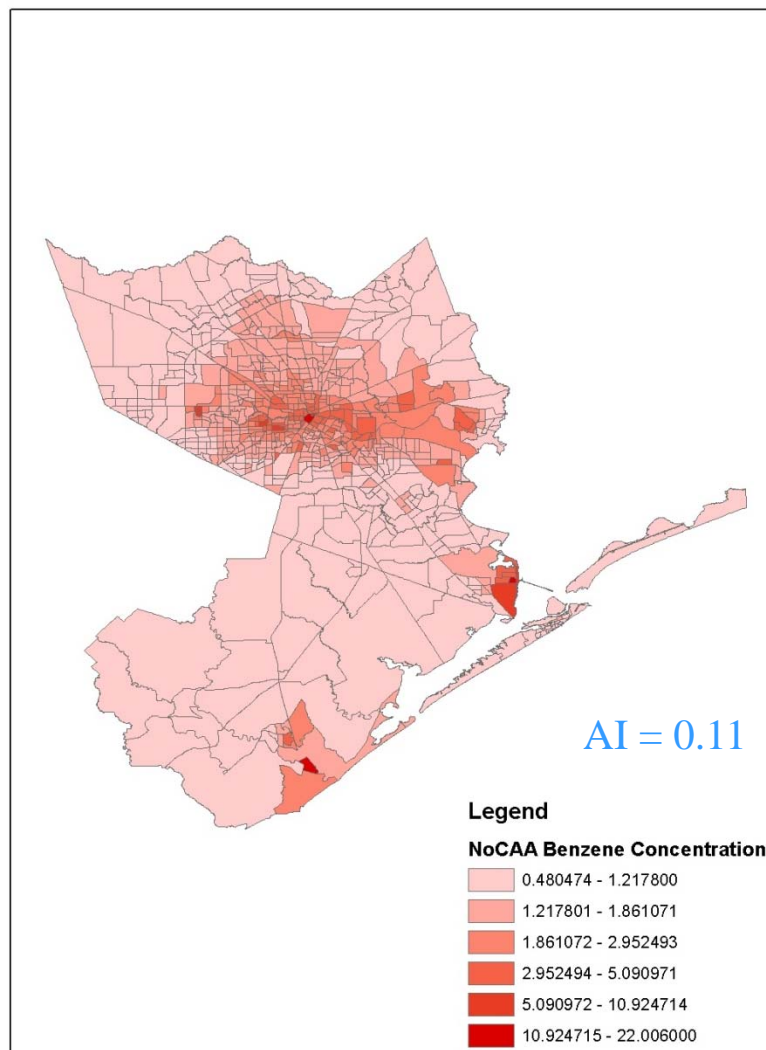 AI = 0.11
Legend
NoCAA Benzene Concentration
0.480474 - 1.217800
1.217801 - 1.861071
1.861072 - 2.952493
2.952494 - 5.090971
5.090972 - 10.924714
10.924715 - 22.006000